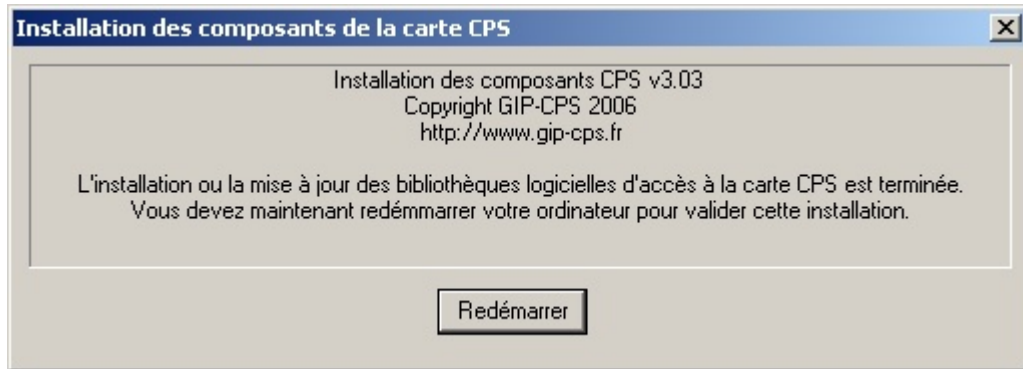 Installation des composants de la carte CPS
Installation des composants CPS v3.03
Copyright GIP-CPS 2006
http://www.gip-cps.fr
L'installation ou la mise à jour des bibliothèques logicielles d'accès à la carte CPS est terminée.
Vous devez maintenant redémmarrer votre ordinateur pour valider cette installation.
Redémarrer